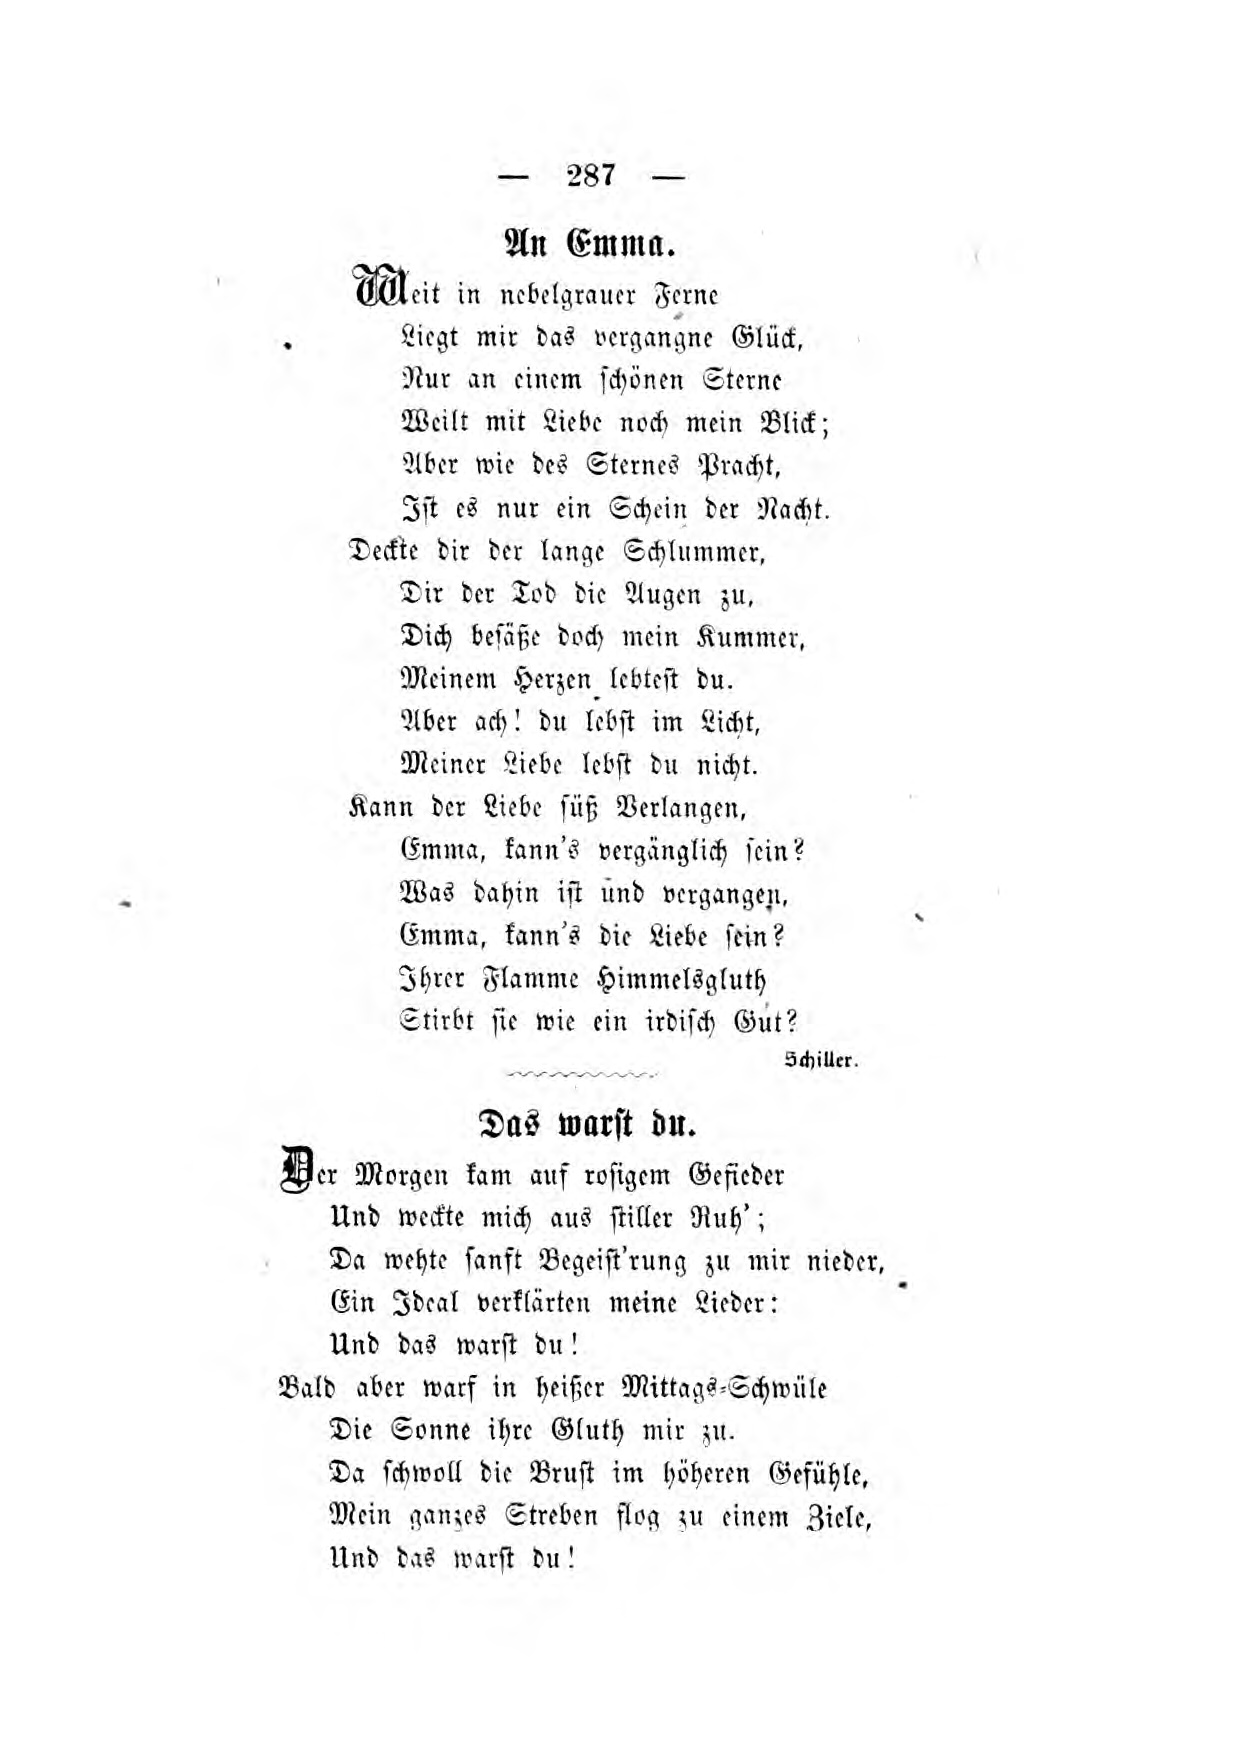 — 287 —
An Emma.
Weit in nebelgrauer Ferne
Liegt mir das vergangne Glück,
Nur an einem ſchönen Sterne
Weilt mit Liebe noch mein Blick;
Aber wie des Sternes Pracht,
Iſt es nur ein Schein der Nacht.
Deckte dir der lange Schlummer,
Dir der Tod die Augen zu,
Dich beſäße doch mein Kummer,
Meinem Herzen lebteſt du.
Aber ach! du lebſt im Licht,
Meiner Liebe lebſt du nicht.
Kann der Liebe ſüß Verlangen,
Emma, kann's vergänglich ſein?
Was dahin iſt und vergangen,
Emma, kann's die Liebe ſein?
Ihrer Flamme Himmelsgluth
Stirbt ſie wie ein irdiſch Gut?
Schiller.
Das warſt du.
Der Morgen kam auf roſigem Gefieder
Und weckte mich aus ſtiller Ruh';
Da wehte ſanft Begeiſt'rung zu mir nieder,
Ein Ideal verklärten meine Lieder:
Und das warſt du!
Bald aber warf in heißer Mittags-Schwüle
Die Sonne ihre Gluth mir zu.
Da ſchwoll die Bruſt im höheren Gefühle,
Mein ganzes Streben flog zu einem Ziele,
Und das warſt du!